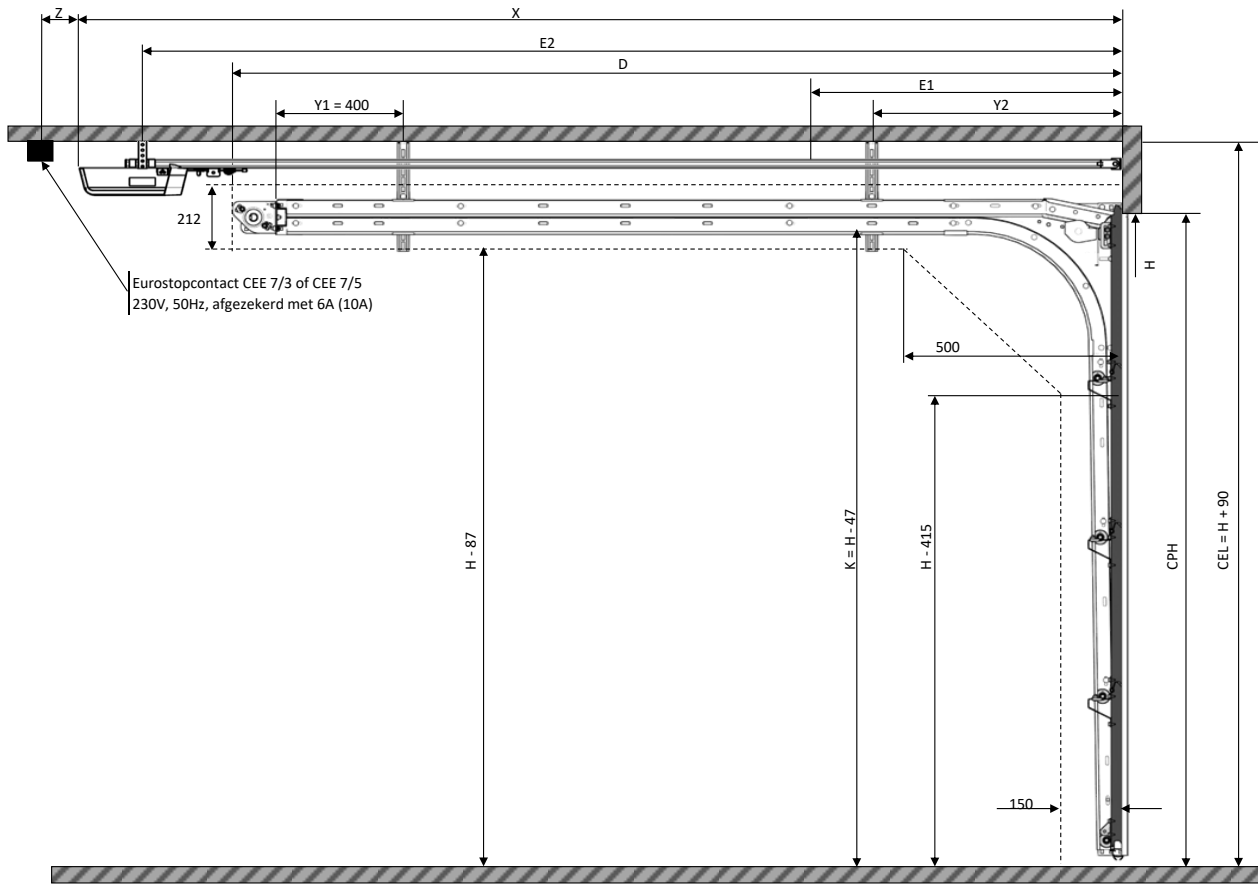 Z
X
E2
D
E1
Y1 = 400
Y2
212
Eurostopcontact CEE 7/3 of CEE 7/5
230V, 50Hz, afgezekerd met 6A (10A)
H
500
H - 87
K = H - 47
H - 415
CPH
CEL = H + 90
150